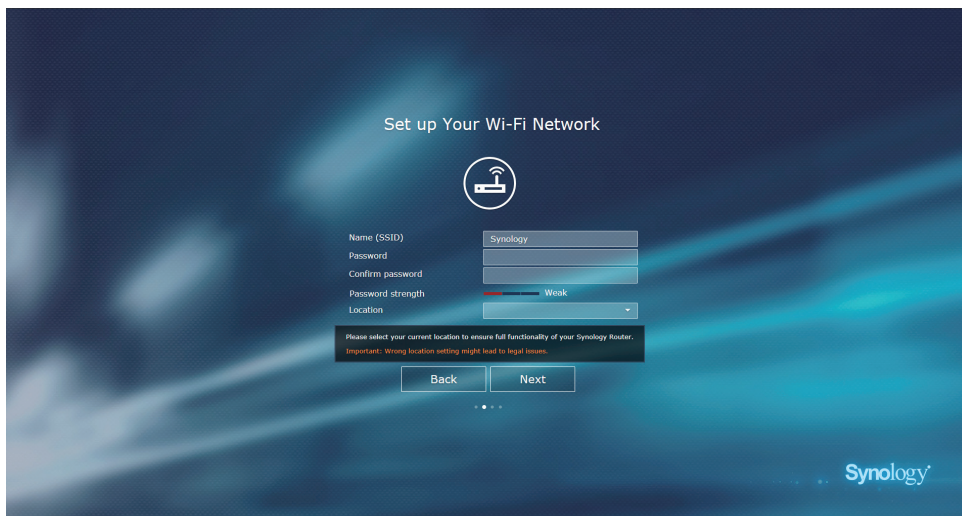 Set up Your Wi-Fi Network
Name (SSID)
Synology
Password
Confirm password
Password strength
Weak
Location
Please select your current location to ensure full functionality of your Synology Router.
Important: Wrong location setting might lead to legal issues.
Back
Next
Synology